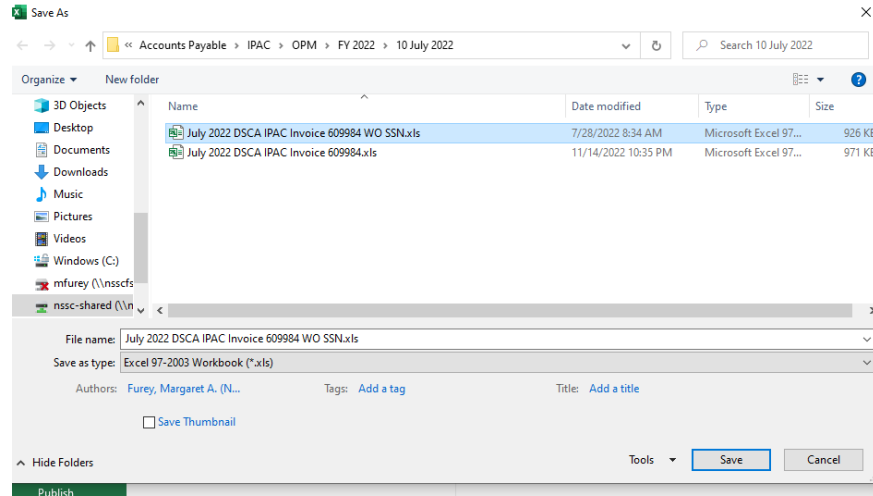 Save As
« Accounts Payable > IPAC > OPM > FY 2022 > 10 July 2022
Search 10 July 2022
Organize
New folder
3D Objects
Desktop
Documents
Downloads
Music
Pictures
Videos
Windows (C:)
mfurey (\\nsscfs
nssc-shared (\\n
Name Date modified Type Size
July 2022 DSCA IPAC Invoice 609984 WO SSN.xls 7/28/2022 8:34 AM Microsoft Excel 97... 926 KB
July 2022 DSCA IPAC Invoice 609984.xls 11/14/2022 10:35 PM Microsoft Excel 97... 971 KB
File name: July 2022 DSCA IPAC Invoice 609984 WO SSN.xls
Save as type: Excel 97-2003 Workbook (*.xls)
Authors: Furey, Margaret A. (N... Tags: Add a tag Title: Add a title
Save Thumbnail
Hide Folders
Tools Save Cancel
Publish